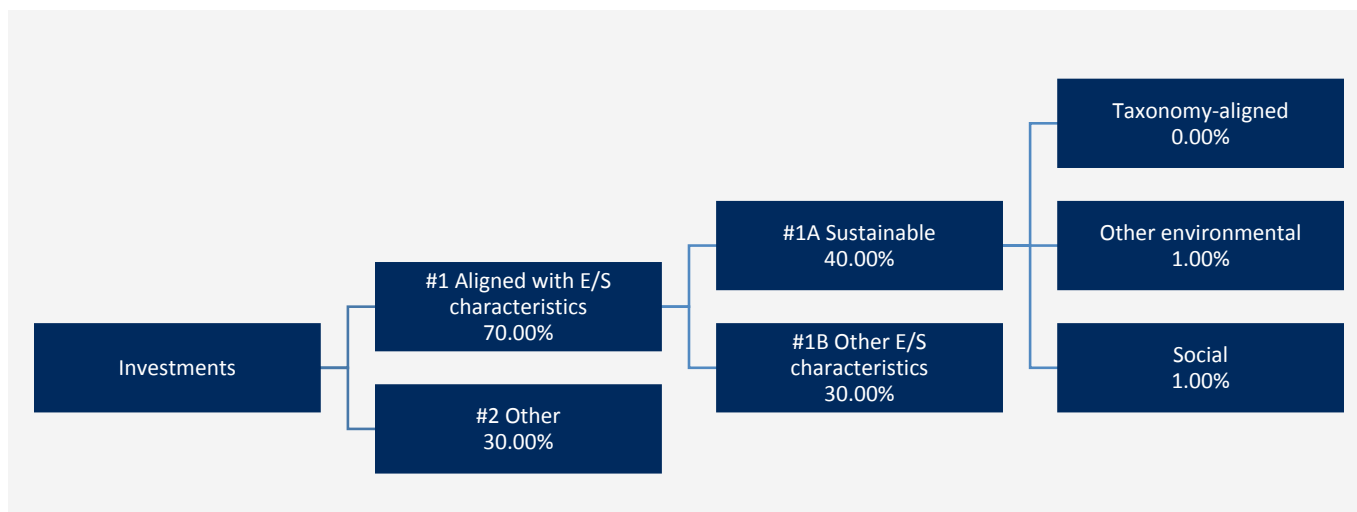 Investments
#1 Aligned with E/S
characteristics
70.00%
#2 Other
30.00%
#1A Sustainable
40.00%
#1B Other E/S
characteristics
30.00%
Taxonomy-aligned
0.00%
Other environmental
1.00%
Social
1.00%